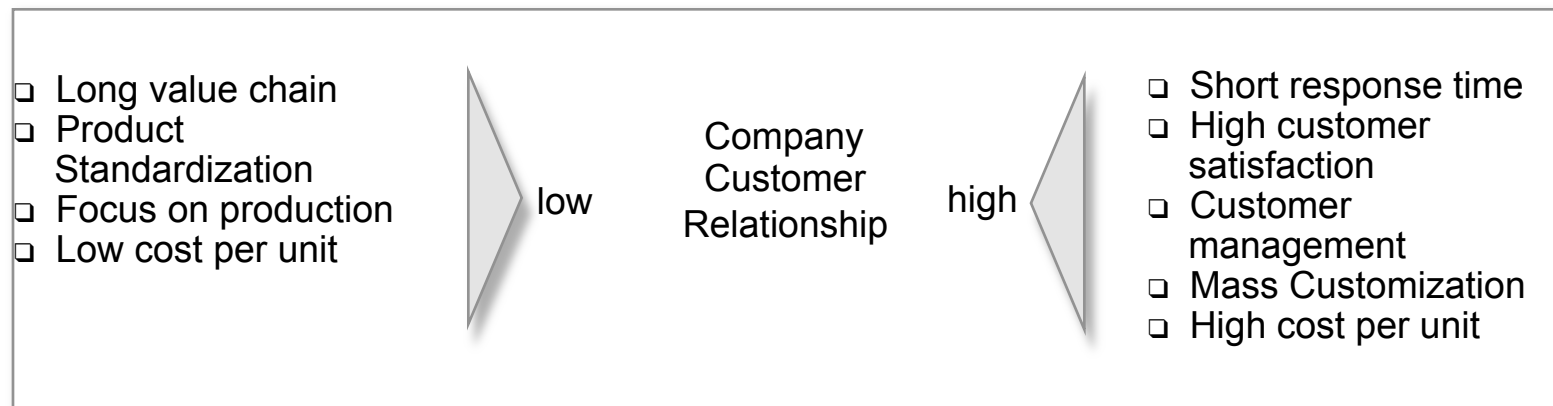 ❑ Long value chain
❑ Product
Standardization
❑ Focus on production
❑ Low cost per unit
low
Company
Customer
Relationship
high
❑ Short response time
❑ High customer
satisfaction
❑ Customer
management
❑ Mass Customization
❑ High cost per unit